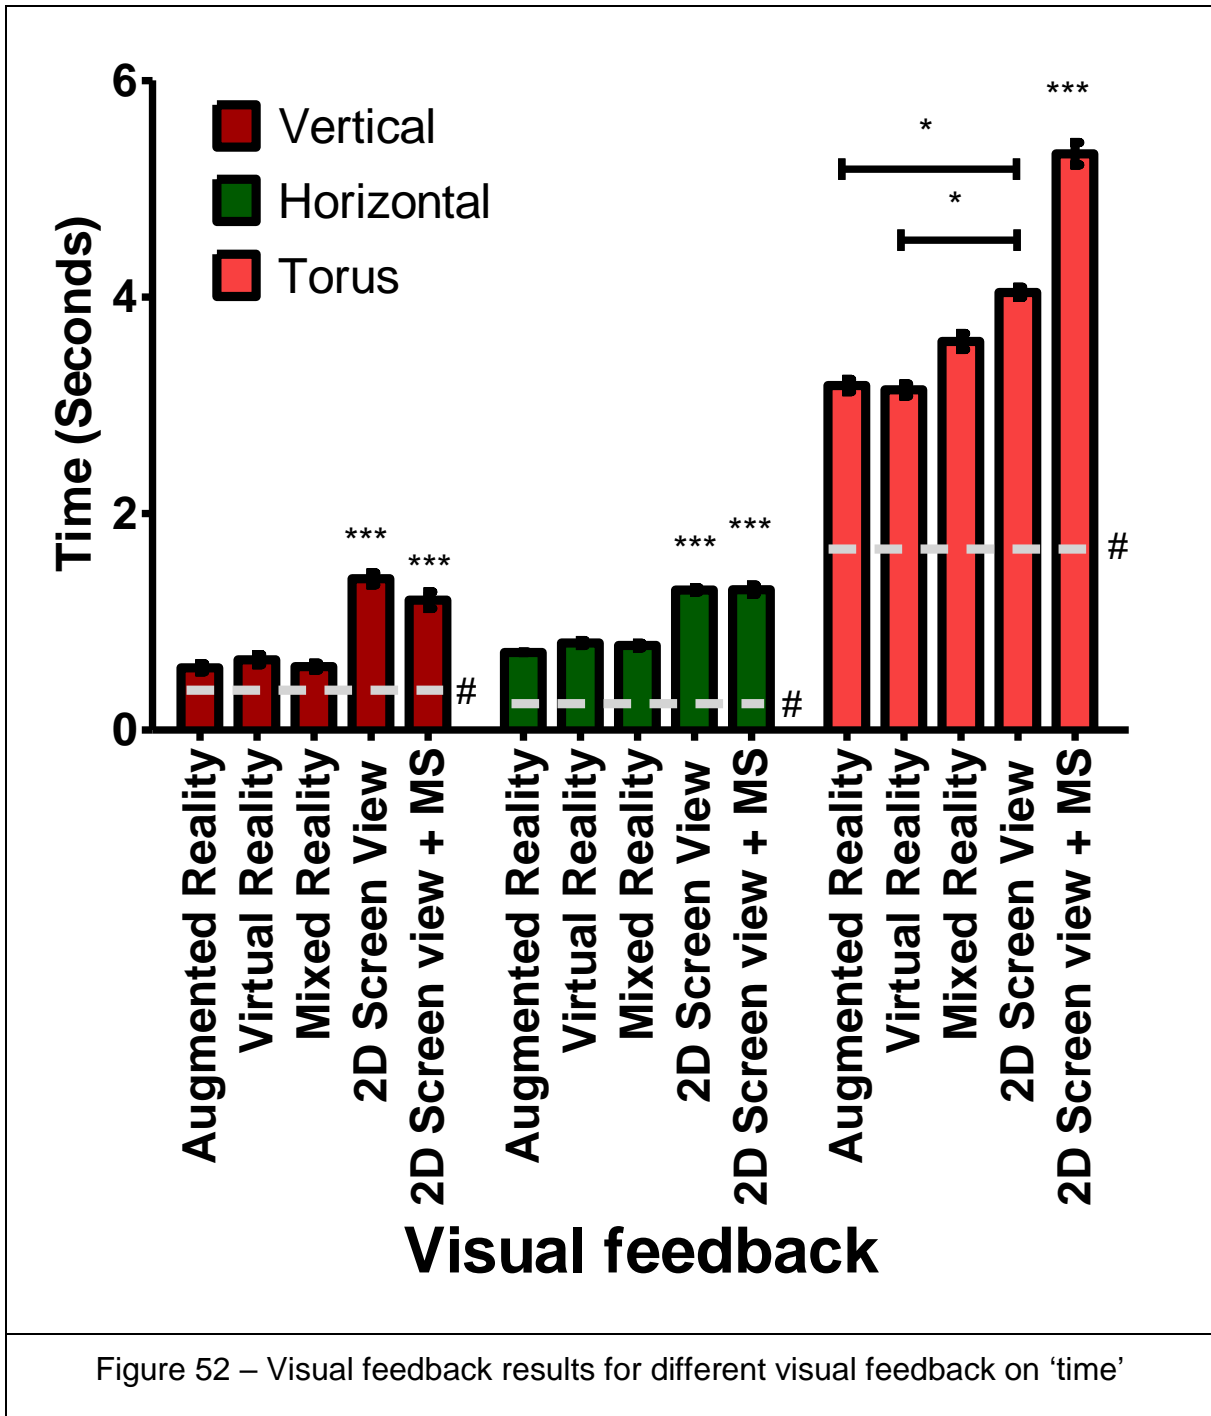 6
4
2
0
Time (Seconds)
Vertical
Horizontal
Torus
***
***
#
***
***
#
*
*
***
#
Augmented Reality
Virtual Reality
Mixed Reality
2D Screen View
2D Screen view + MS
Augmented Reality
Virtual Reality
Mixed Reality
2D Screen View
2D Screen view + MS
Augmented Reality
Virtual Reality
Mixed Reality
2D Screen View
2D Screen view + MS
Visual feedback
Figure 52 – Visual feedback results for different visual feedback on ‘time’